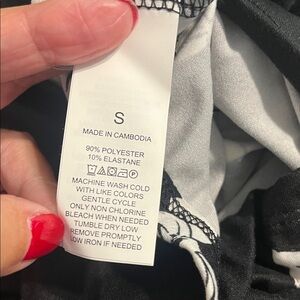 S
MADE IN CAMBODIA
90% POLYESTER
10% ELASTANE
MACHINE WASH COLD
WITH LIKE COLORS
GENTLE CYCLE
ONLY NON CHLORINE
BLEACH WHEN NEEDED
TUMBLE DRY LOW
REMOVE PROMPTLY
LOW IRON IF NEEDED